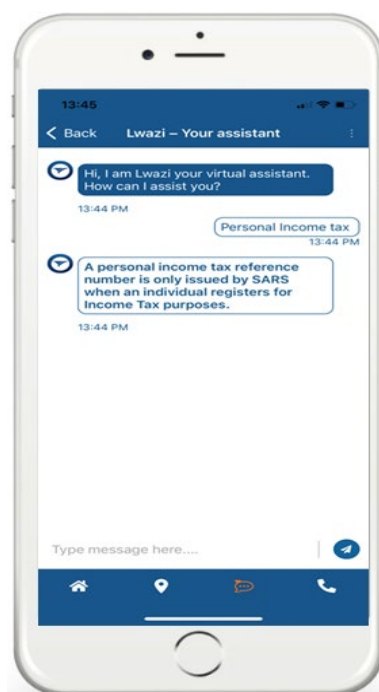 13:45
Back Lwazi – Your assistant
Hi, I am Lwazi your virtual assistant.
How can I assist you?
13:44 PM
Personal Income tax
13:44 PM
A personal income tax reference
number is only issued by SARS
when an individual registers for
Income Tax purposes.
13:44 PM
Type message here....